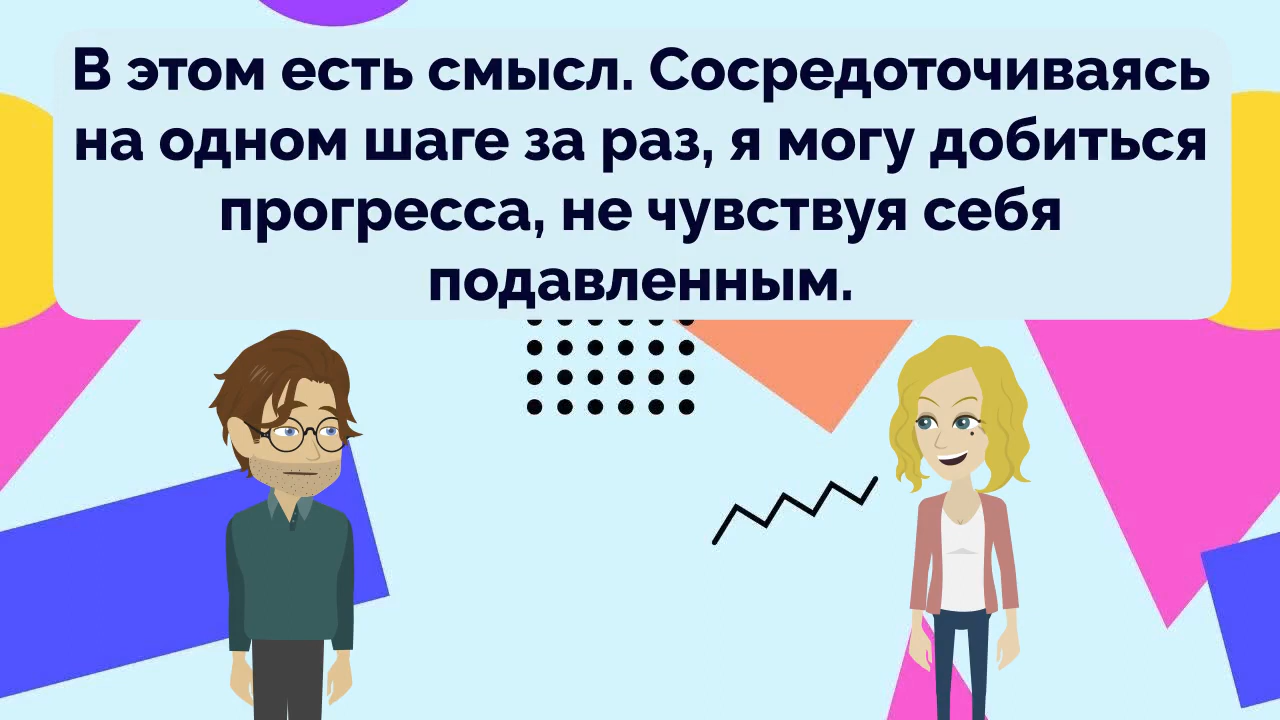 В этом есть смысл. Сосредоточиваясь
на одном шаге за раз, я могу добиться
прогресса, не чувствуя себя
подавленным.